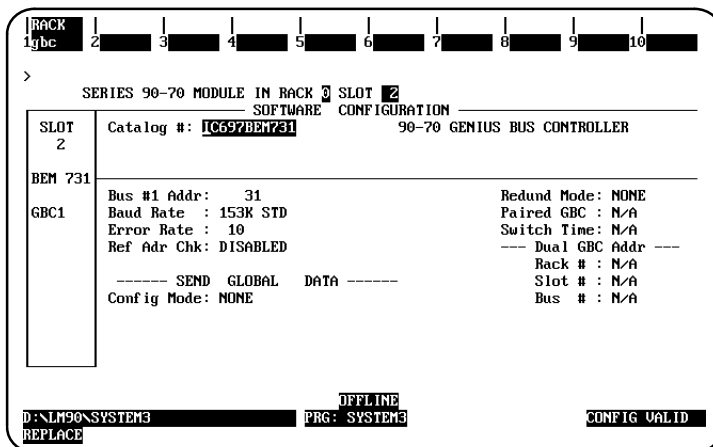 RACK
1gbc 2 3 4 5 6 7 8 9 10
>
SERIES 90-70 MODULE IN RACK 0 SLOT 2
SOFTWARE CONFIGURATION
SLOT Catalog #: IC697BEM731 90-70 GENIUS BUS CONTROLLER
2
BEM 731
Bus #1 Addr: 31 Redund Mode: NONE
GBC1 Baud Rate : 153K STD Paired GBC : N/A
Error Rate : 10 Switch Time: N/A
Ref Adr Chk: DISABLED --- Dual GBC Addr ---
Rack # : N/A
------ SEND GLOBAL DATA ------ Slot # : N/A
Config Mode: NONE Bus # : N/A
OFFLINE
D:\LM90\SYSTEM3 PRG: SYSTEM3 CONFIG VALID
REPLACE